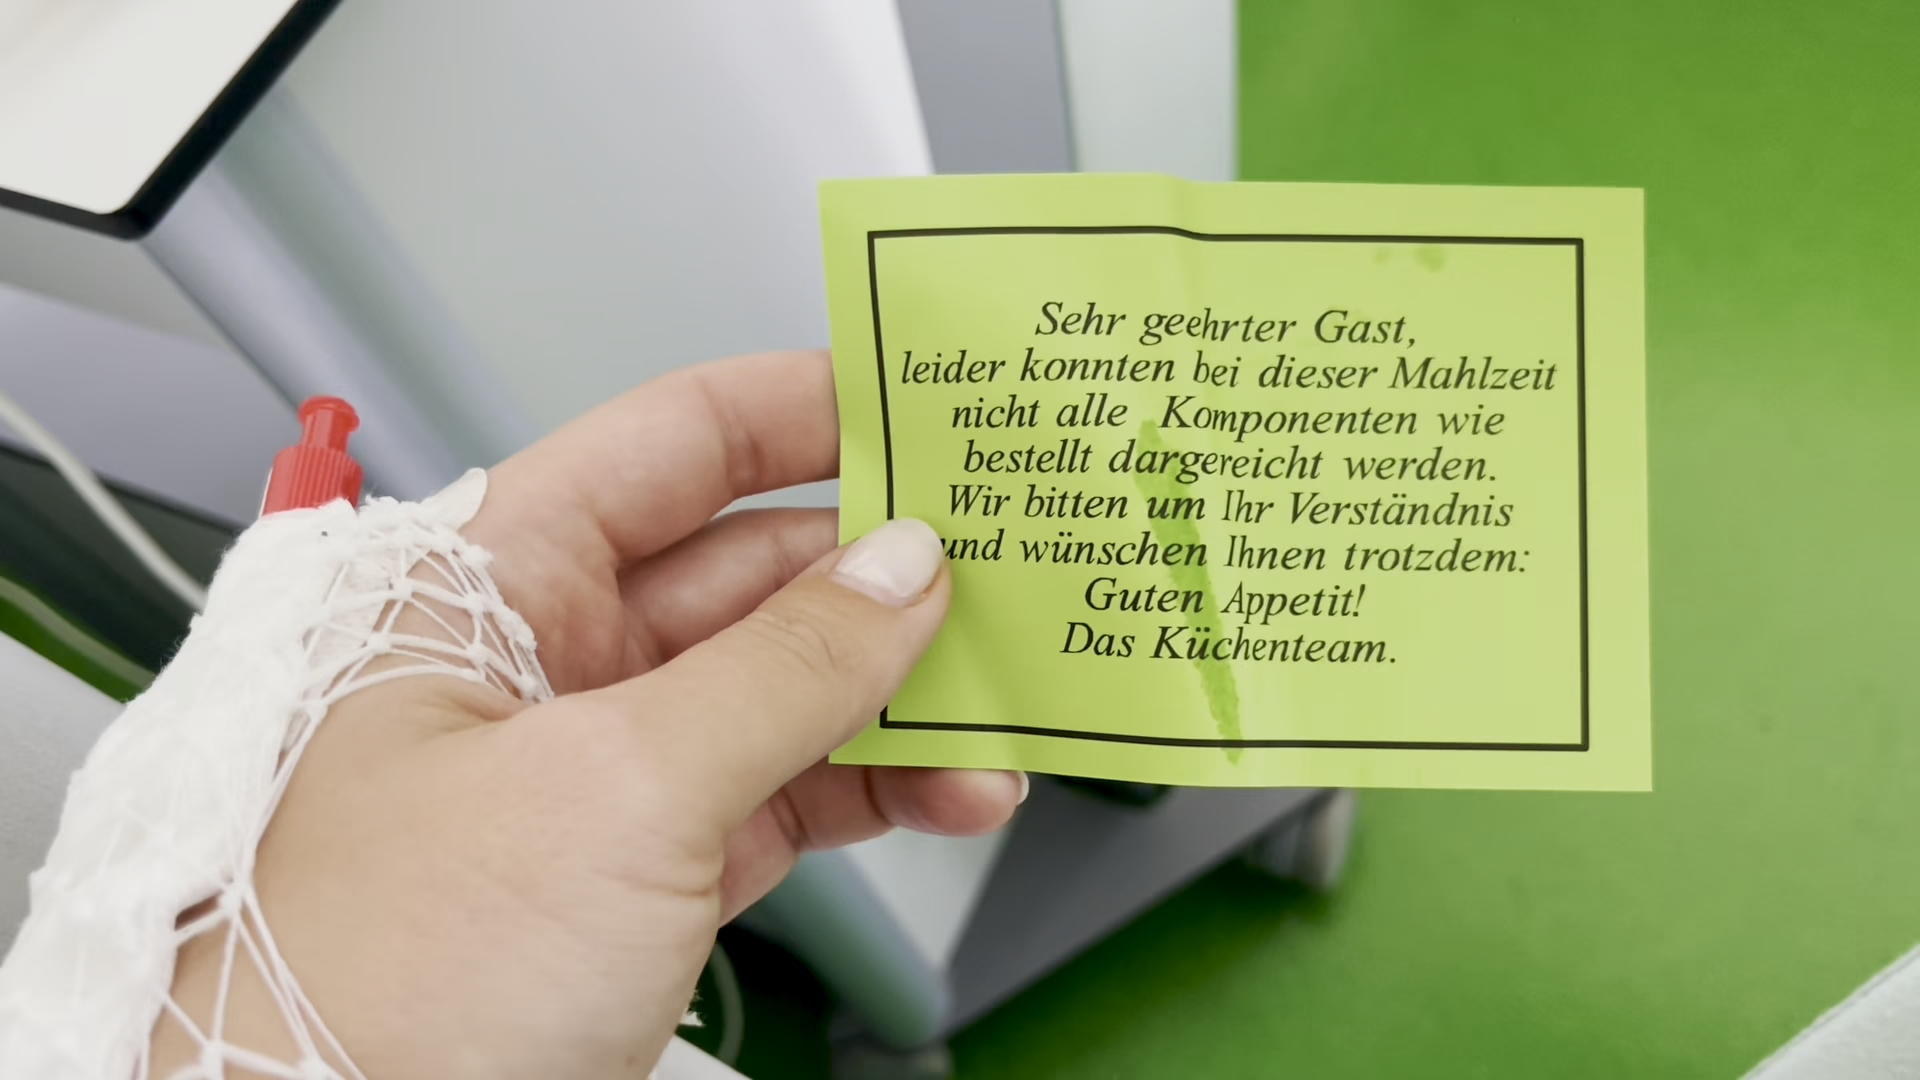 Sehr geehrter Gast,
leider konnten bei dieser Mahlzeit
nicht alle Komponenten wie
bestellt dargereicht werden.
Wir bitten um Ihr Verständnis
und wünschen Ihnen trotzdem:
Guten Appetit!
Das Küchenteam.